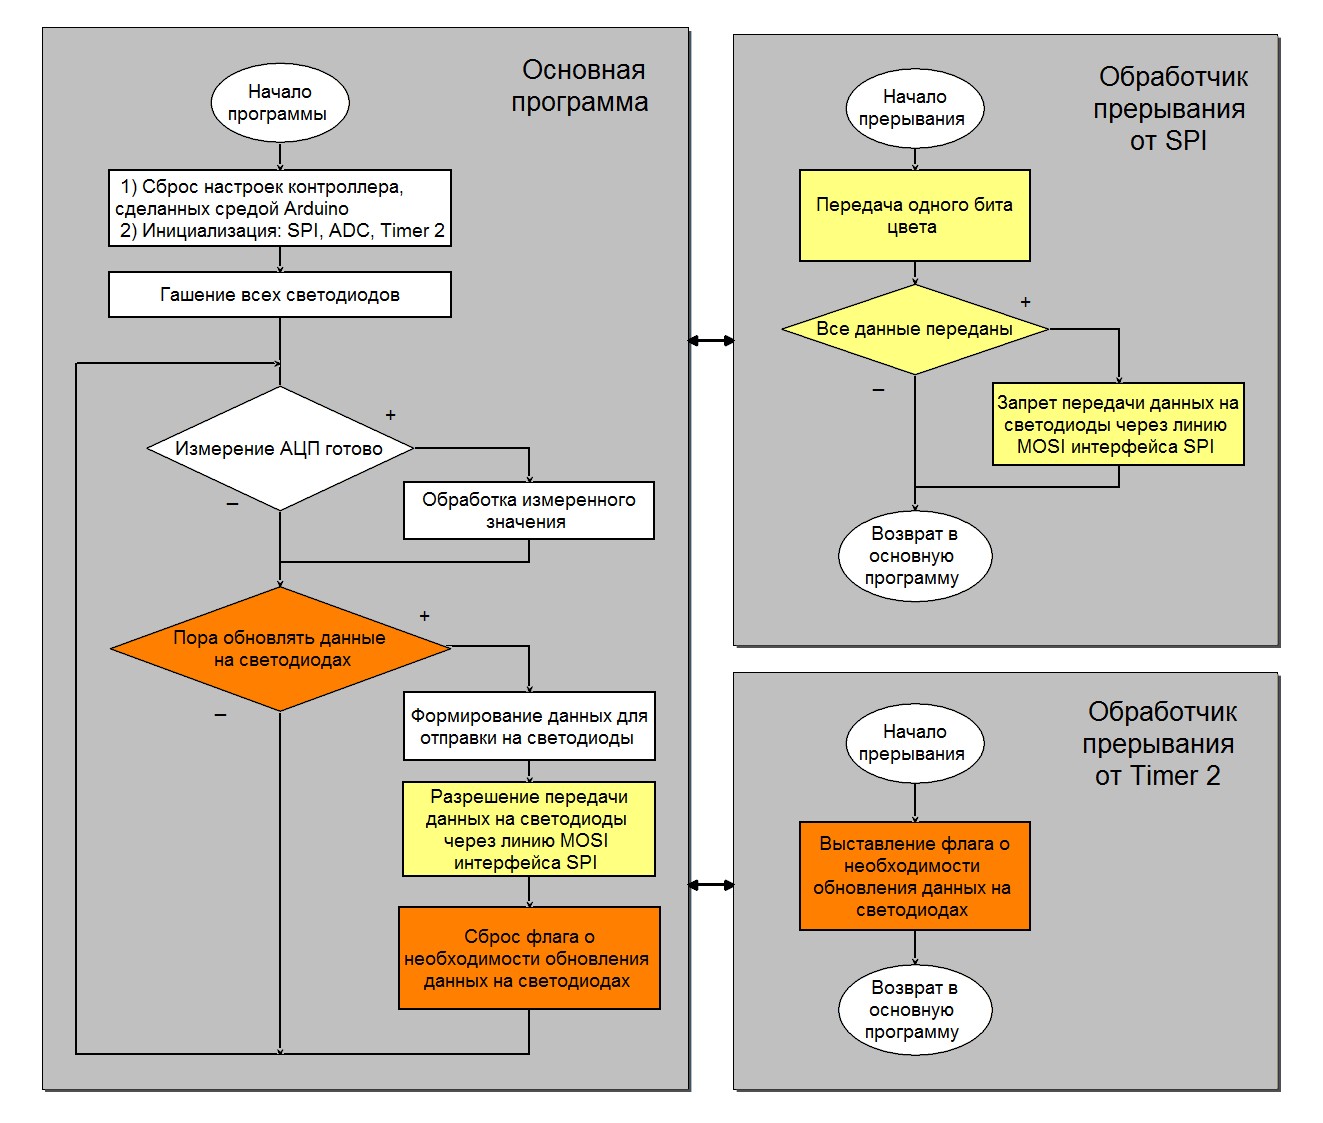 Основная
программа
Начало
программы
1) Сброс настроек контроллера,
сделанных средой Arduino
2) Инициализация: SPI, ADC, Timer 2
Гашение всех светодиодов
Измерение АЦП готово
+
–
Обработка измеренного
значения
Пора обновлять данные
на светодиодах
+
–
Формирование данных для
отправки на светодиоды
Разрешение передачи
данных на светодиоды
через линию MOSI
интерфейса SPI
Сброс флага о
необходимости обновления
данных на светодиодах
Обработчик
прерывания
от SPI
Начало
прерывания
Передача одного бита
цвета
Все данные переданы
+
–
Запрет передачи данных на
светодиоды через линию
MOSI интерфейса SPI
Возврат в
основную
программу
Обработчик
прерывания
от Timer 2
Начало
прерывания
Выставление флага о
необходимости
обновления данных на
светодиодах
Возврат в
основную
программу